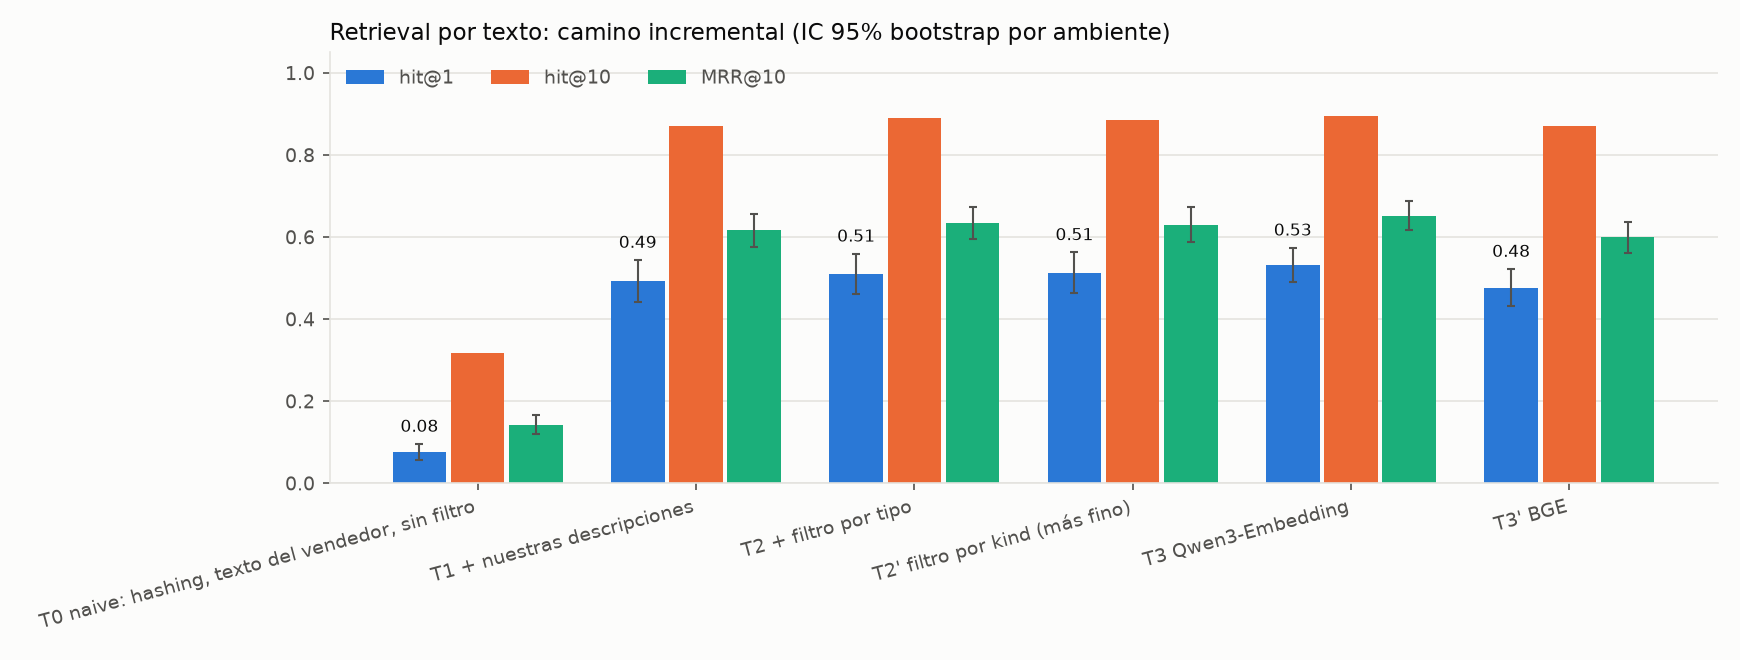 Retrieval por texto: camino incremental (IC 95% bootstrap por ambiente)
hit@1 hit@10 MRR@10
1.0
0.8
0.6
0.4
0.2
0.0
0.08
0.49
0.51
0.51
0.53
0.48
T0 naive: hashing, texto del vendedor, sin filtro
T1 + nuestras descripciones
T2 + filtro por tipo
T2' filtro por kind (más fino)
T3 Qwen3-Embedding
T3' BGE